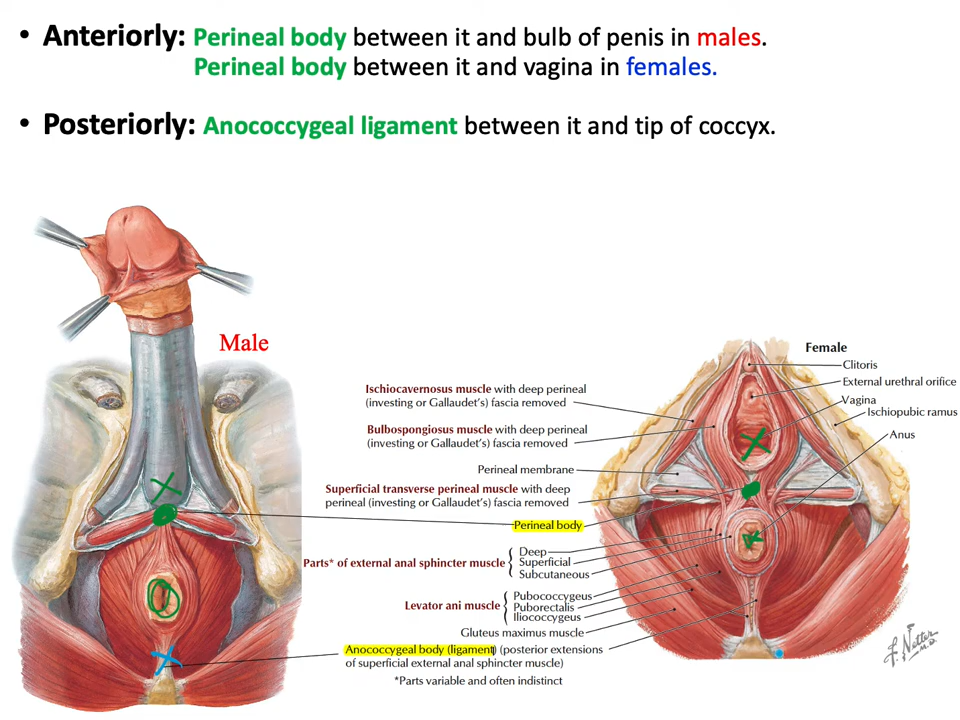 • Anteriorly: Perineal body between it and bulb of penis in males.
Perineal body between it and vagina in females.
• Posteriorly: Anococcygeal ligament between it and tip of coccyx.
Male
Female
Clitoris
External urethral orifice
Vagina
Ischiopubic ramus
Anus
Ischiocavernosus muscle with deep perineal
(investing or Gallaudet's) fascia removed
Bulbospongiosus muscle with deep perineal
(investing or Gallaudet's) fascia removed
Perineal membrane
Superficial transverse perineal muscle with deep
perineal (investing or Gallaudet's) fascia removed
Perineal body
Parts* of external anal sphincter muscle
Deep
Superficial
Subcutaneous
Levator ani muscle
Pubococcygeus
Puborectalis
Iliococcygeus
Gluteus maximus muscle
Anococcygeal body (ligament) (posterior extensions
of superficial external anal sphincter muscle)
*Parts variable and often indistinct
F. Netter
M.D.